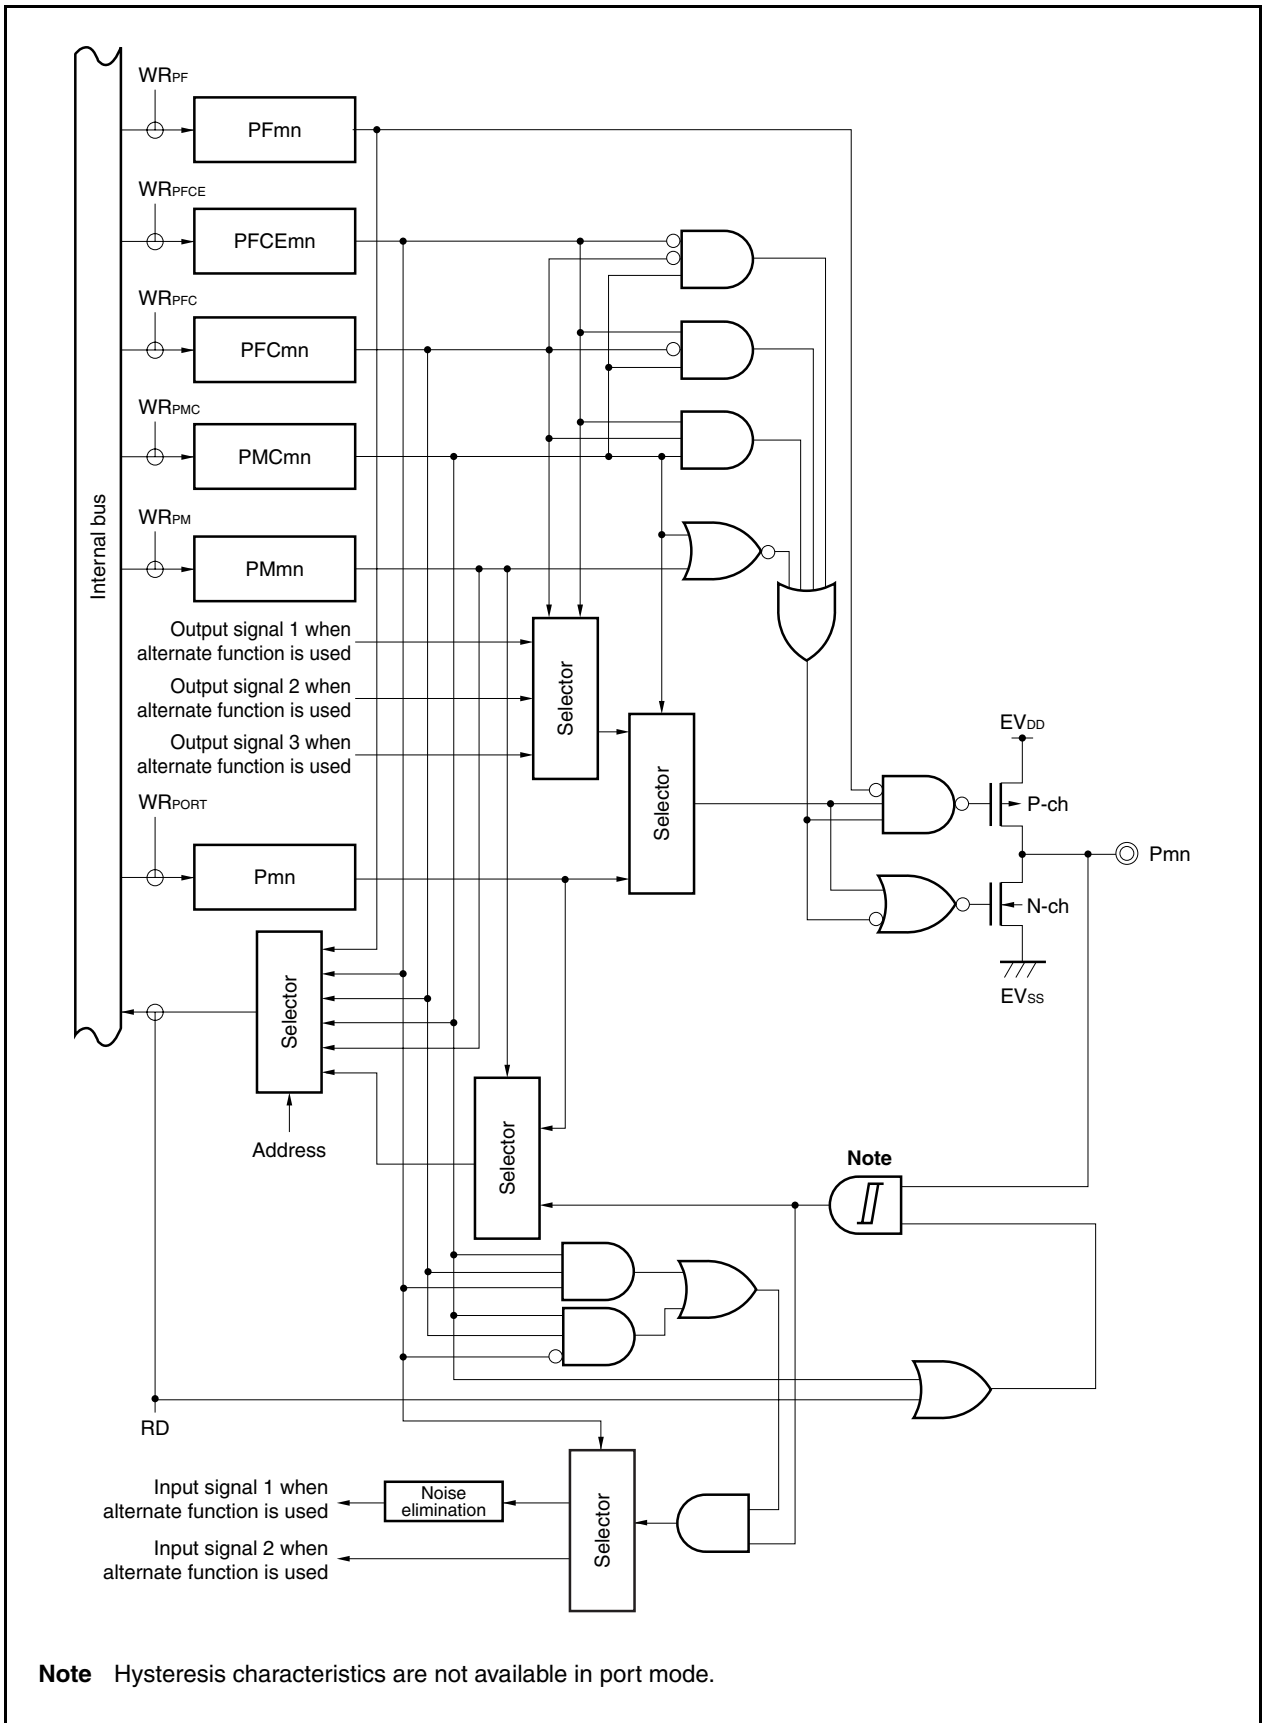 WRPF
PFmn
WRPFCE
PFCEmn
WRPFC
PFCmn
WRPMC
PMCmn
WRPM
PMmn
Internal bus
Output signal 1 when
alternate function is used
Output signal 2 when
alternate function is used
Output signal 3 when
alternate function is used
Selector
Selector
WRPORT
Pmn
EVDD
P-ch
Pmn
N-ch
EVSS
Selector
Address
Selector
Note
RD
Input signal 1 when
alternate function is used
Noise
elimination
Input signal 2 when
alternate function is used
Selector
Note Hysteresis characteristics are not available in port mode.